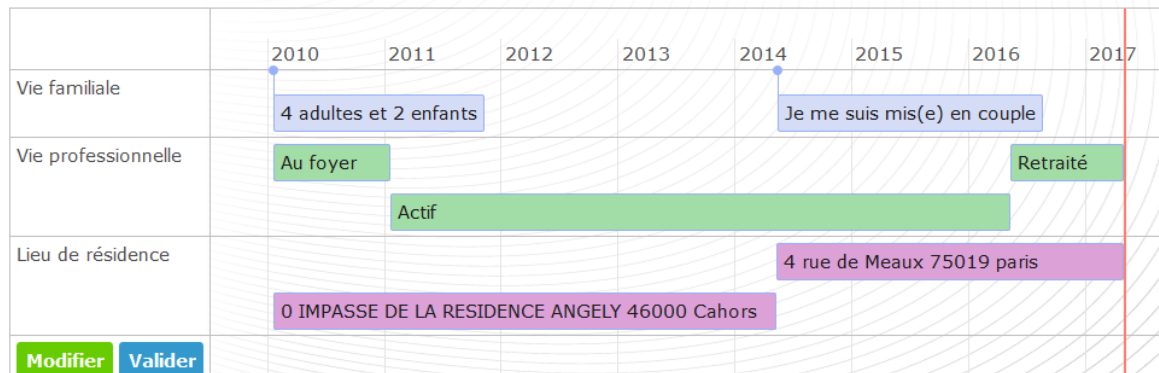 2010 2011 2012 2013 2014 2015 2016 2017
Vie familiale
4 adultes et 2 enfants Je me suis mis(e) en couple
Vie professionnelle
Au foyer Retraité
Actif
Lieu de résidence
4 rue de Meaux 75019 paris
0 IMPASSE DE LA RESIDENCE ANGELY 46000 Cahors
Modifier Valider